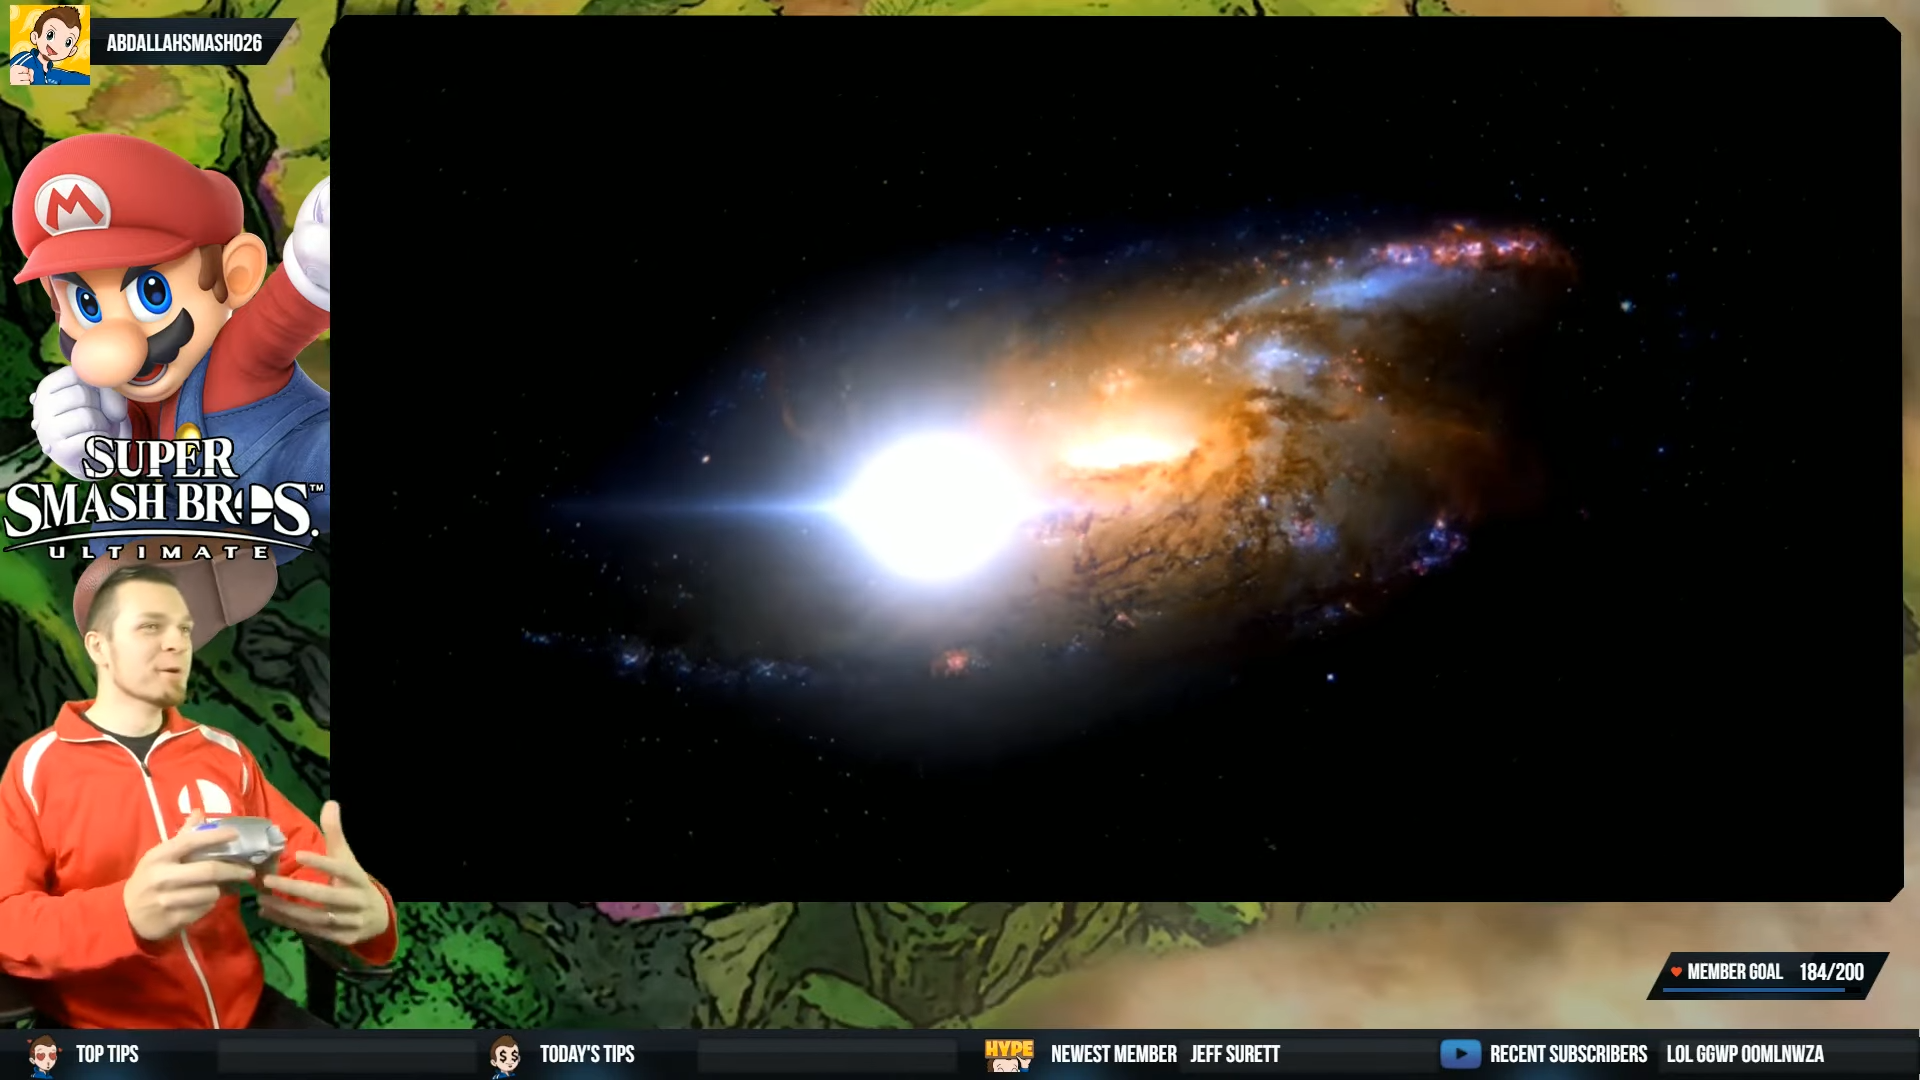 ABDALLAHSMASH026
M
SUPER
SMASH BROS.™
ULTIMATE
MEMBER GOAL 184/200
TOP TIPS
TODAY'S TIPS
HYPE
NEWEST MEMBER JEFF SURETT
RECENT SUBSCRIBERS LOL GGWP OOMLNWZA